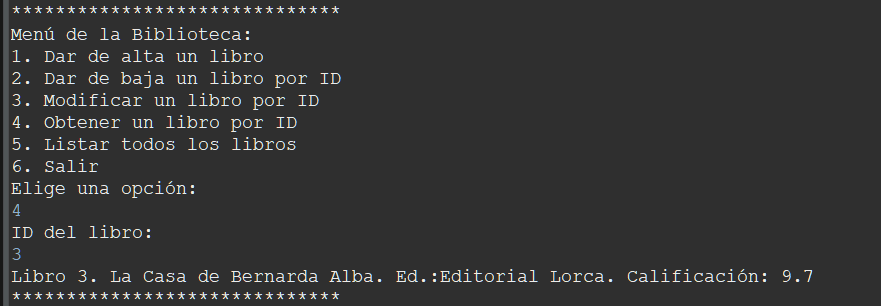 ******************************
Menú de la Biblioteca:
1. Dar de alta un libro
2. Dar de baja un libro por ID
3. Modificar un libro por ID
4. Obtener un libro por ID
5. Listar todos los libros
6. Salir
Elige una opción:
4
ID del libro:
3
Libro 3. La Casa de Bernarda Alba. Ed.:Editorial Lorca. Calificación: 9.7
******************************